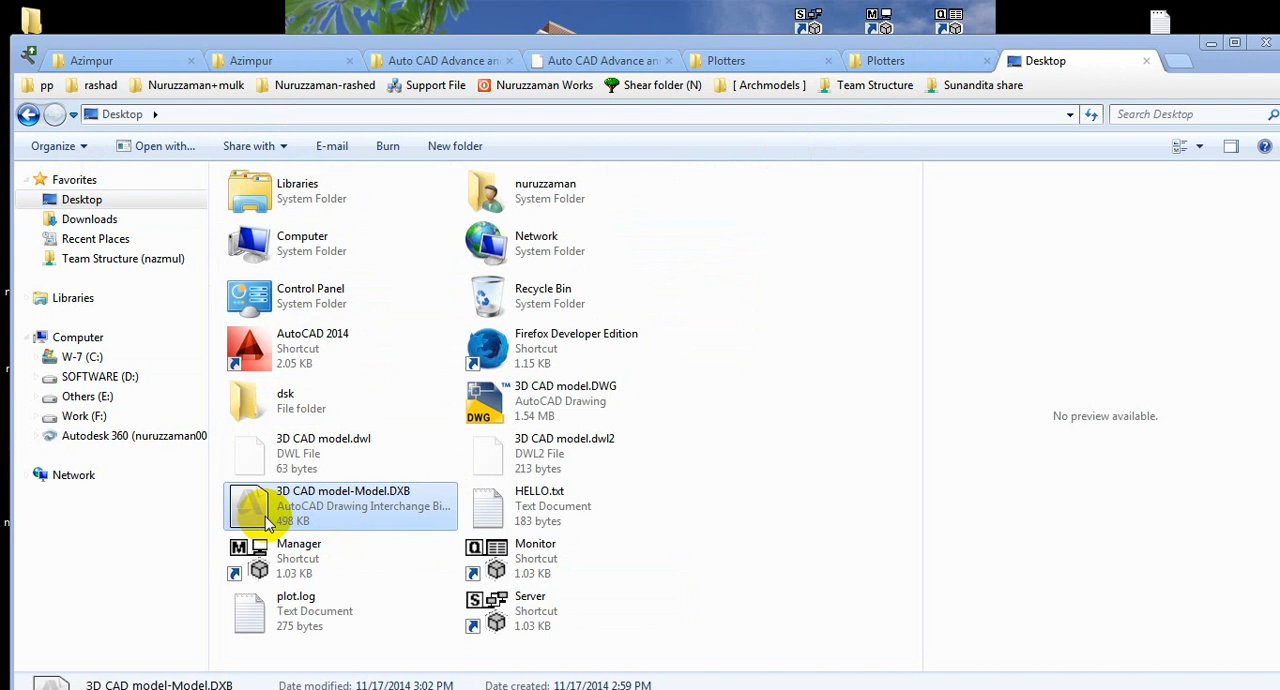 S
M
Q
Azimpur
Azimpur
Auto CAD Advance an
Auto CAD Advance an
Plotters
Plotters
Desktop
pp
rashad
Nuruzzaman+mulk
Nuruzzaman-rashed
Support File
Nuruzzaman Works
Shear folder (N)
[ Archmodels ]
Team Structure
Sunandita share
Desktop
Search Desktop
Organize
Open with...
Share with
E-mail
Burn
New folder
Favorites
Desktop
Downloads
Recent Places
Team Structure (nazmul)
Libraries
Computer
W-7 (C:)
SOFTWARE (D:)
Others (E:)
Work (F:)
Autodesk 360 (nuruzzaman00
Network
Libraries
System Folder
nuruzzaman
System Folder
Computer
System Folder
Network
System Folder
Control Panel
System Folder
Recycle Bin
System Folder
AutoCAD 2014
Shortcut
2.05 KB
Firefox Developer Edition
Shortcut
1.15 KB
dsk
File folder
DWG
3D CAD model.DWG
AutoCAD Drawing
1.54 MB
3D CAD model.dwl
DWL File
63 bytes
3D CAD model.dwl2
DWL2 File
213 bytes
3D CAD model-Model.DXB
AutoCAD Drawing Interchange Bi...
498 KB
HELLO.txt
Text Document
183 bytes
M
Manager
Shortcut
1.03 KB
Q
Monitor
Shortcut
1.03 KB
plot.log
Text Document
275 bytes
S
Server
Shortcut
1.03 KB
No preview available.
3D CAD model-Model.DXB
Date modified: 11/17/2014 3:02 PM
Date created: 11/17/2014 2:59 PM